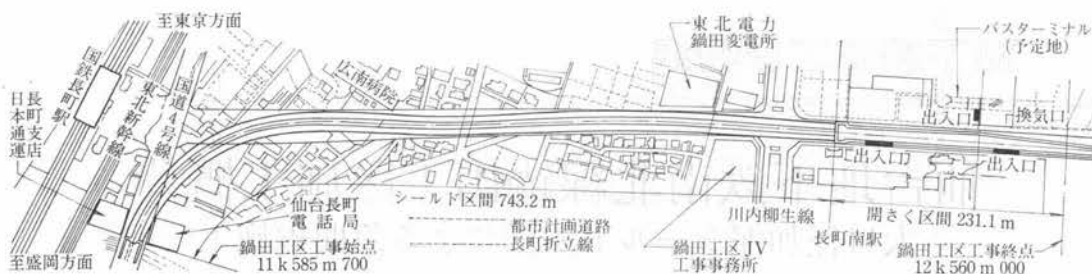 至東京方面
国鉄長町駅
東北新幹線
国道4号線
日本通運
長町支店
広南病院
東北電力
鍋田変電所
バスターミナル
(予定地)
出入口
換気口
出入口
出入口
シールド区間 743.2 m
都市計画道路
長町折立線
仙台長町
電話局
至盛岡方面
鍋田工区工事始点
11 k 585 m 700
鍋田工区 JV
工事事務所
川内柳生線
長町南駅
開さく区間 231.1 m
鍋田工区工事終点
12 k 560 m 000